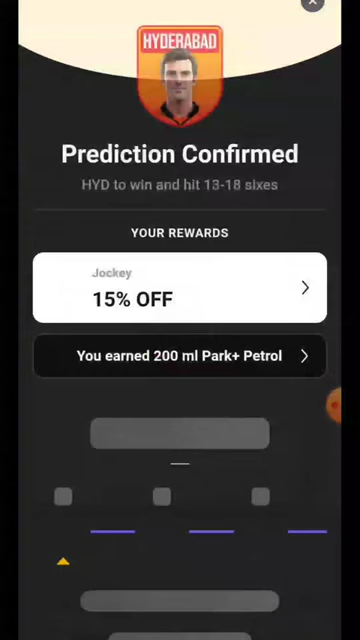 HYDERABAD
Prediction Confirmed
HYD to win and hit 13-18 sixes
YOUR REWARDS
Jockey
15% OFF
You earned 200 ml Park+ Petrol